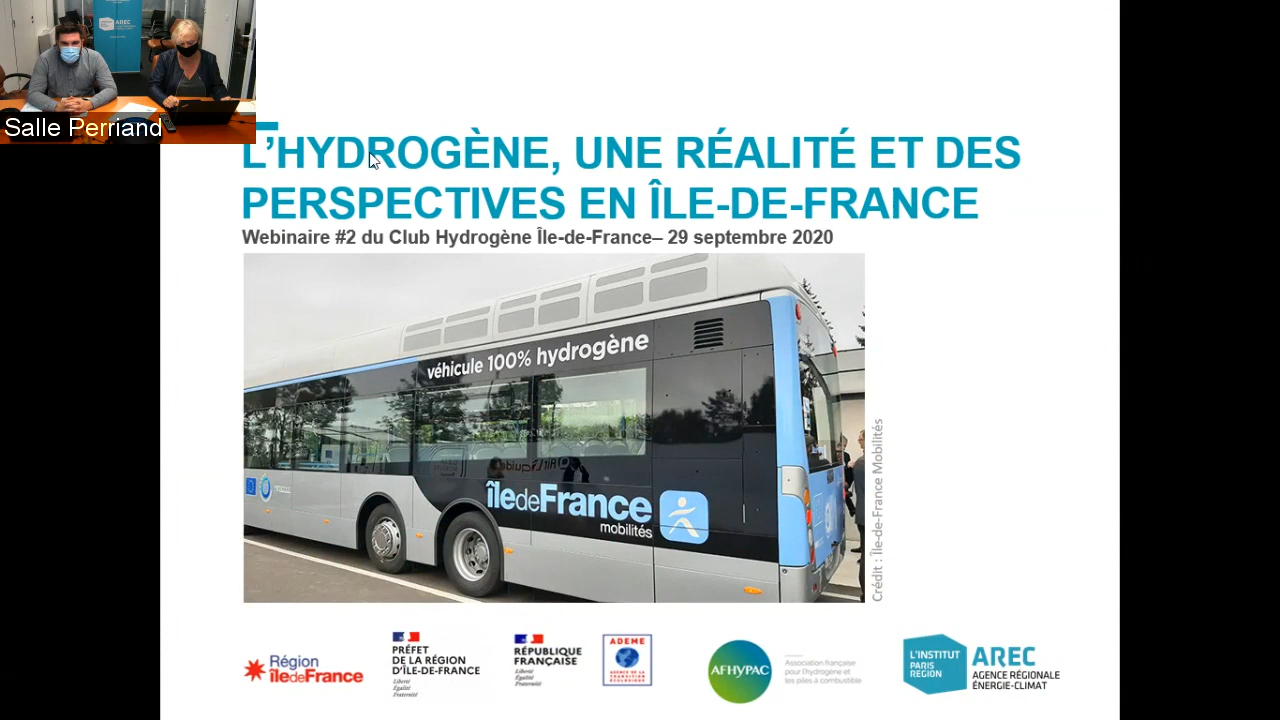 AREC
Salle Perriand
L'HYDROGÈNE, UNE RÉALITÉ ET DES
PERSPECTIVES EN ÎLE-DE-FRANCE
Webinaire #2 du Club Hydrogène Île-de-France– 29 septembre 2020
véhicule 100% hydrogène
îledeFrance
mobilités
Crédit : Île-de-France Mobilités
Région
îledeFrance
PRÉFET
DE LA RÉGION
D'ÎLE-DE-FRANCE
Liberté
Égalité
Fraternité
RÉPUBLIQUE
FRANÇAISE
Liberté
Égalité
Fraternité
ADEME
AGENCE DE LA
TRANSITION
ÉCOLOGIQUE
AFHYPAC
Association française
pour l'hydrogène et
les piles à combustible
L'INSTITUT
PARIS
REGION
AREC
AGENCE RÉGIONALE
ÉNERGIE-CLIMAT